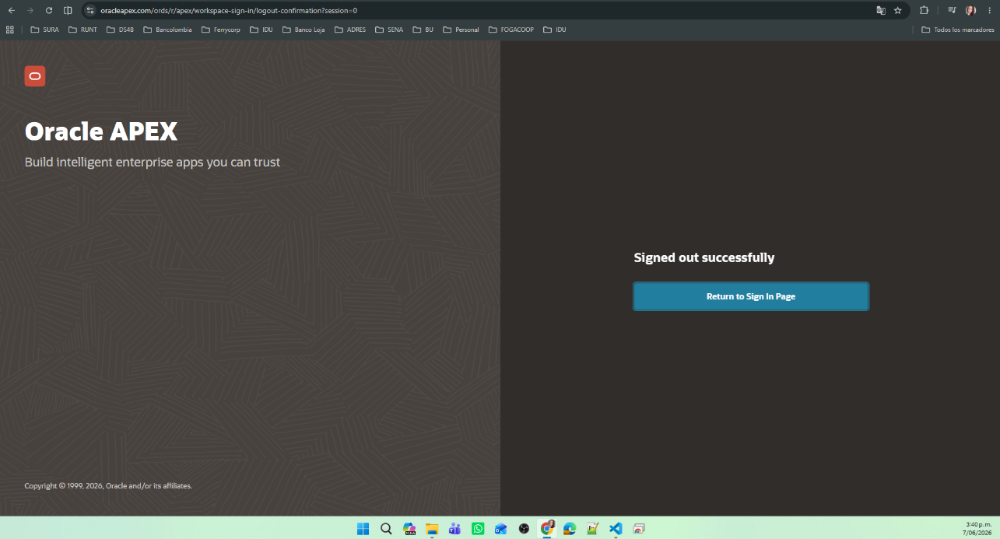 oracleapex.com/ords/r/apex/workspace-sign-in/logout-confirmation?session=0
SURA RUNT DS4B Bancolombia Ferrycorp IDU Banco Loja ADRES SENA BU Personal FOGACOOP IDU Todos los marcadores
Oracle APEX
Build intelligent enterprise apps you can trust
Signed out successfully
Return to Sign In Page
Copyright © 1999, 2026, Oracle and/or its affiliates.
3:40 p. m.
7/06/2026